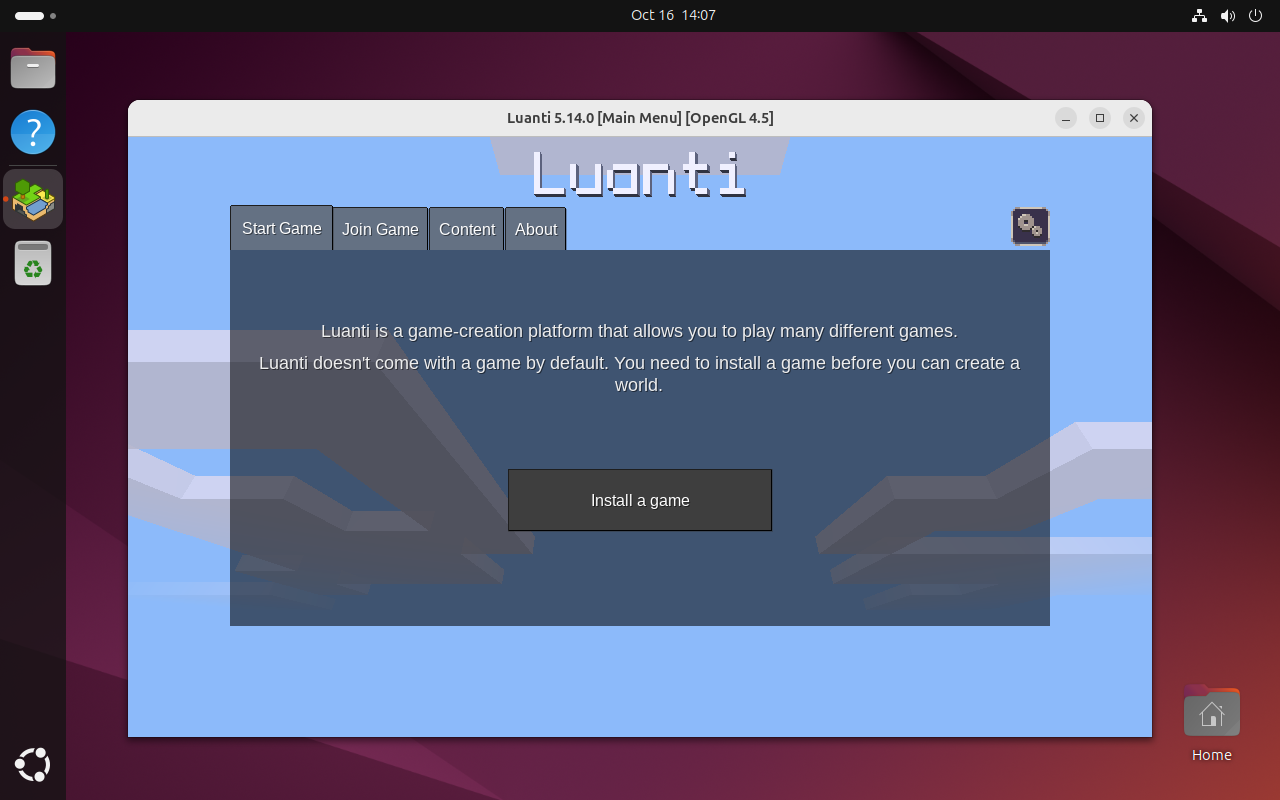 Oct 16 14:07
Luanti 5.14.0 [Main Menu] [OpenGL 4.5]
Luanti
Start Game
Join Game
Content
About
Luanti is a game-creation platform that allows you to play many different games.
Luanti doesn't come with a game by default. You need to install a game before you can create a
world.
Install a game
Home